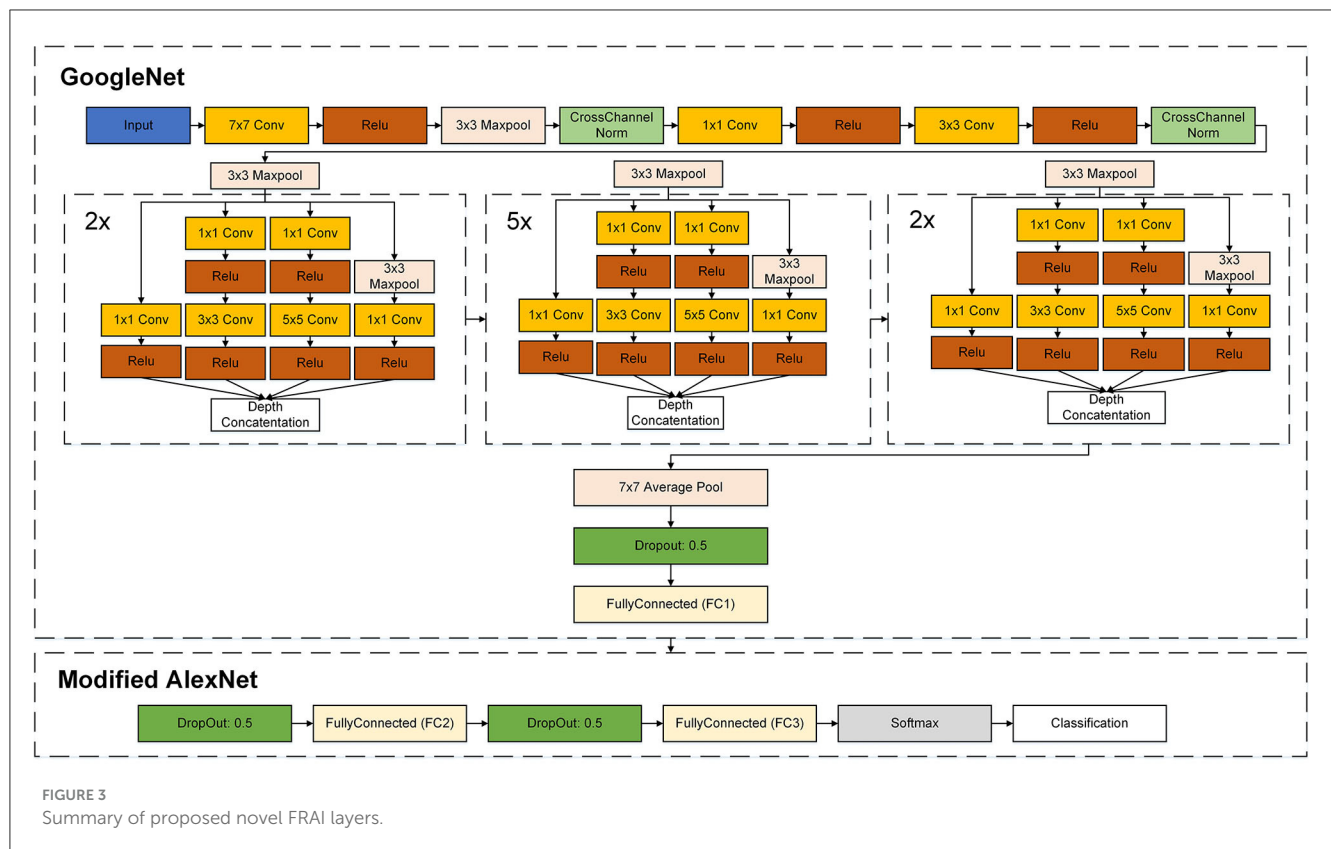 GoogleNet
Input
7x7 Conv
Relu
3x3 Maxpool
CrossChannel
Norm
1x1 Conv
Relu
3x3 Conv
Relu
CrossChannel
Norm
3x3 Maxpool
2x
1x1 Conv
1x1 Conv
Relu
Relu
3x3
Maxpool
1x1 Conv
3x3 Conv
5x5 Conv
1x1 Conv
Relu
Relu
Relu
Relu
Depth
Concatentation
3x3 Maxpool
5x
1x1 Conv
1x1 Conv
Relu
Relu
3x3
Maxpool
1x1 Conv
3x3 Conv
5x5 Conv
1x1 Conv
Relu
Relu
Relu
Relu
Depth
Concatentation
3x3 Maxpool
2x
1x1 Conv
1x1 Conv
Relu
Relu
3x3
Maxpool
1x1 Conv
3x3 Conv
5x5 Conv
1x1 Conv
Relu
Relu
Relu
Relu
Depth
Concatentation
7x7 Average Pool
Dropout: 0.5
FullyConnected (FC1)
Modified AlexNet
DropOut: 0.5
FullyConnected (FC2)
DropOut: 0.5
FullyConnected (FC3)
Softmax
Classification
FIGURE 3
Summary of proposed novel FRAI layers.